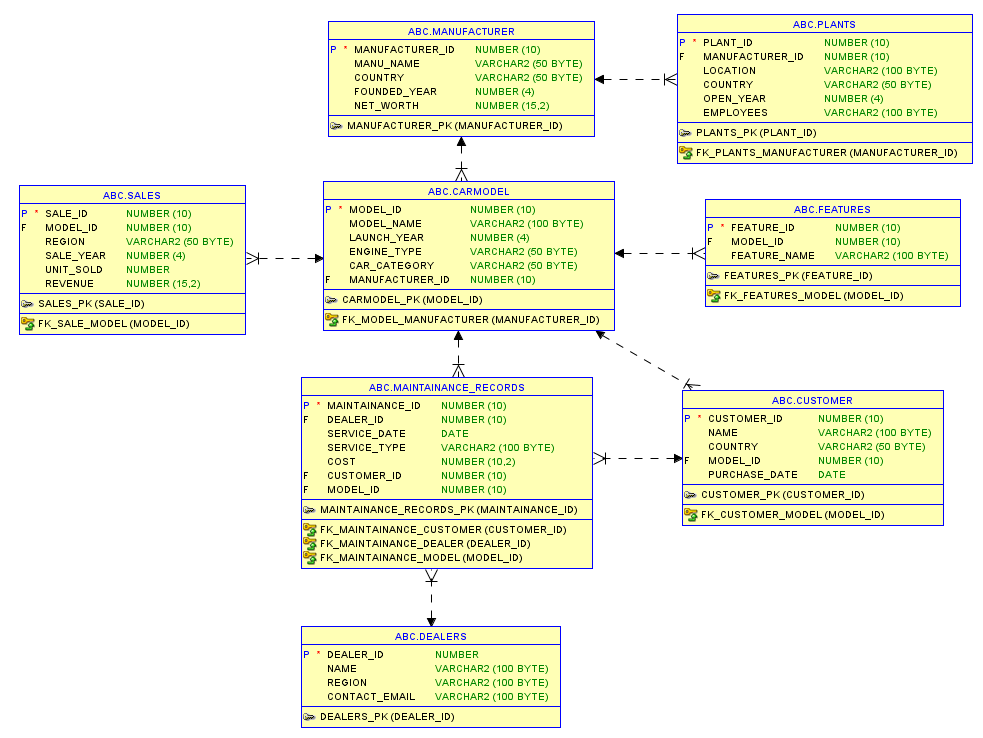 ABC.MANUFACTURER
P * MANUFACTURER_ID NUMBER (10)
MANU_NAME VARCHAR2 (50 BYTE)
COUNTRY VARCHAR2 (50 BYTE)
FOUNDED_YEAR NUMBER (4)
NET_WORTH NUMBER (15,2)
MANUFACTURER_PK (MANUFACTURER_ID)
ABC.PLANTS
P * PLANT_ID NUMBER (10)
F MANUFACTURER_ID NUMBER (10)
LOCATION VARCHAR2 (100 BYTE)
COUNTRY VARCHAR2 (50 BYTE)
OPEN_YEAR NUMBER (4)
EMPLOYEES VARCHAR2 (100 BYTE)
PLANTS_PK (PLANT_ID)
FK_PLANTS_MANUFACTURER (MANUFACTURER_ID)
ABC.SALES
P * SALE_ID NUMBER (10)
F MODEL_ID NUMBER (10)
REGION VARCHAR2 (50 BYTE)
SALE_YEAR NUMBER (4)
UNIT_SOLD NUMBER
REVENUE NUMBER (15,2)
SALES_PK (SALE_ID)
FK_SALE_MODEL (MODEL_ID)
ABC.CARMODEL
P * MODEL_ID NUMBER (10)
MODEL_NAME VARCHAR2 (100 BYTE)
LAUNCH_YEAR NUMBER (4)
ENGINE_TYPE VARCHAR2 (50 BYTE)
CAR_CATEGORY VARCHAR2 (50 BYTE)
F MANUFACTURER_ID NUMBER (10)
CARMODEL_PK (MODEL_ID)
FK_MODEL_MANUFACTURER (MANUFACTURER_ID)
ABC.FEATURES
P * FEATURE_ID NUMBER (10)
F MODEL_ID NUMBER (10)
FEATURE_NAME VARCHAR2 (100 BYTE)
FEATURES_PK (FEATURE_ID)
FK_FEATURES_MODEL (MODEL_ID)
ABC.MAINTAINANCE_RECORDS
P * MAINTAINANCE_ID NUMBER (10)
F DEALER_ID NUMBER (10)
SERVICE_DATE DATE
SERVICE_TYPE VARCHAR2 (100 BYTE)
COST NUMBER (10,2)
F CUSTOMER_ID NUMBER (10)
F MODEL_ID NUMBER (10)
MAINTAINANCE_RECORDS_PK (MAINTAINANCE_ID)
FK_MAINTAINANCE_CUSTOMER (CUSTOMER_ID)
FK_MAINTAINANCE_DEALER (DEALER_ID)
FK_MAINTAINANCE_MODEL (MODEL_ID)
ABC.CUSTOMER
P * CUSTOMER_ID NUMBER (10)
NAME VARCHAR2 (100 BYTE)
COUNTRY VARCHAR2 (50 BYTE)
F MODEL_ID NUMBER (10)
PURCHASE_DATE DATE
CUSTOMER_PK (CUSTOMER_ID)
FK_CUSTOMER_MODEL (MODEL_ID)
ABC.DEALERS
P * DEALER_ID NUMBER
NAME VARCHAR2 (100 BYTE)
REGION VARCHAR2 (100 BYTE)
CONTACT_EMAIL VARCHAR2 (100 BYTE)
DEALERS_PK (DEALER_ID)